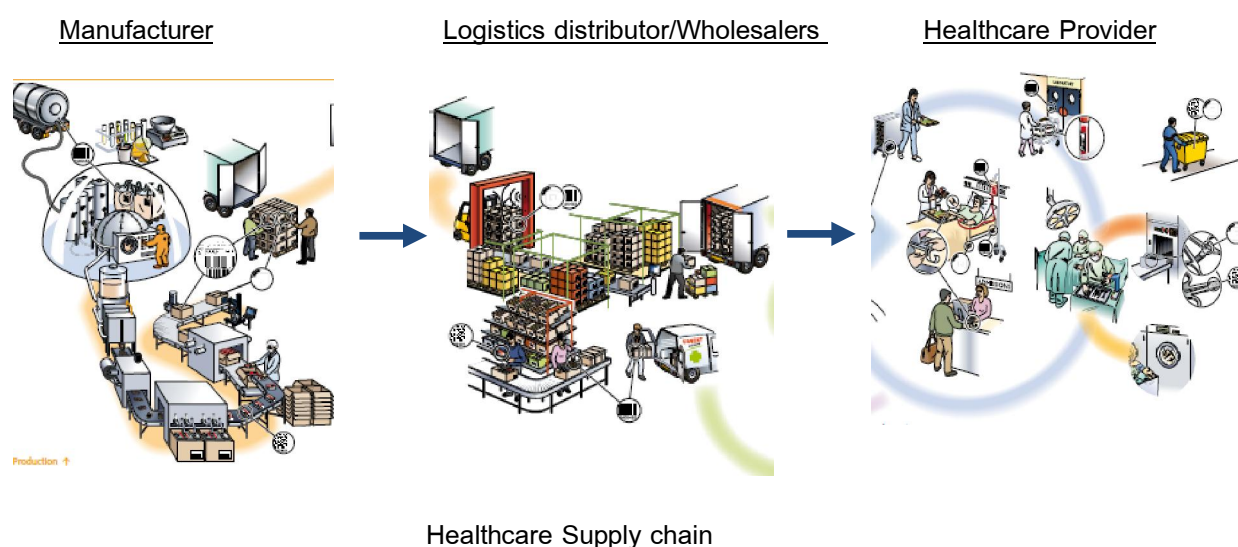 Manufacturer
Logistics distributor/Wholesalers
Healthcare Provider
Production ↑
Healthcare Supply chain